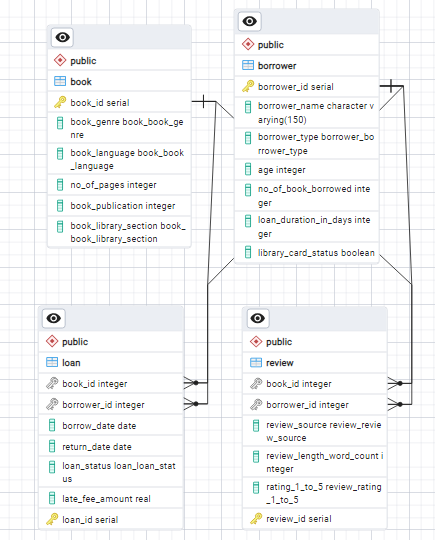 public
book
book_id serial
book_genre book_book_ge
nre
book_language book_book
_language
no_of_pages integer
book_publication integer
book_library_section book_
book_library_section
public
borrower
borrower_id serial
borrower_name character v
arying(150)
borrower_type borrower_bo
rrower_type
age integer
no_of_book_borrowed inte
ger
loan_duration_in_days inte
ger
library_card_status boolean
public
loan
book_id integer
borrower_id integer
borrow_date date
return_date date
loan_status loan_loan_stat
us
late_fee_amount real
loan_id serial
public
review
book_id integer
borrower_id integer
review_source review_revie
w_source
review_length_word_count i
nteger
rating_1_to_5 review_rating
_1_to_5
review_id serial